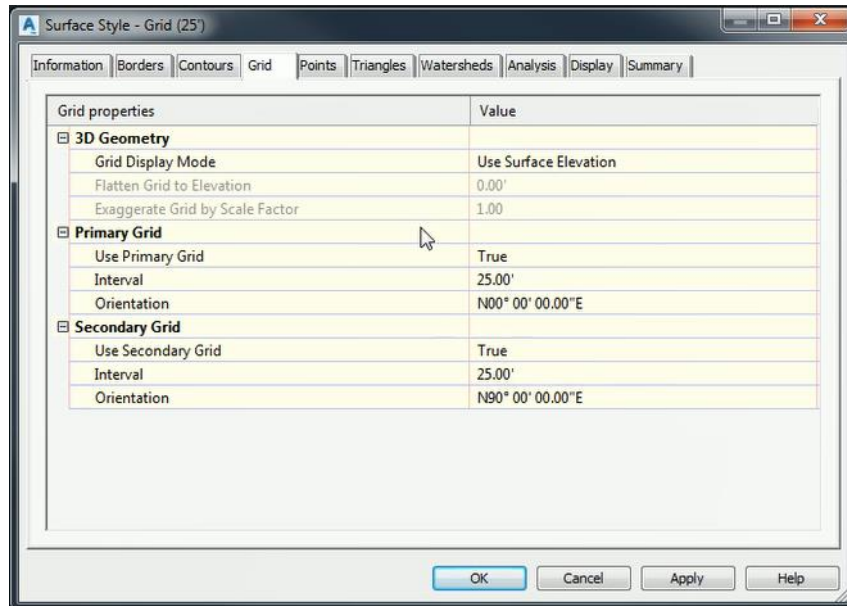 Surface Style - Grid (25')
Information Borders Contours Grid Points Triangles Watersheds Analysis Display Summary
Grid properties Value
3D Geometry
Grid Display Mode Use Surface Elevation
Flatten Grid to Elevation 0.00'
Exaggerate Grid by Scale Factor 1.00
Primary Grid
Use Primary Grid True
Interval 25.00'
Orientation N00° 00' 00.00"E
Secondary Grid
Use Secondary Grid True
Interval 25.00'
Orientation N90° 00' 00.00"E
OK Cancel Apply Help